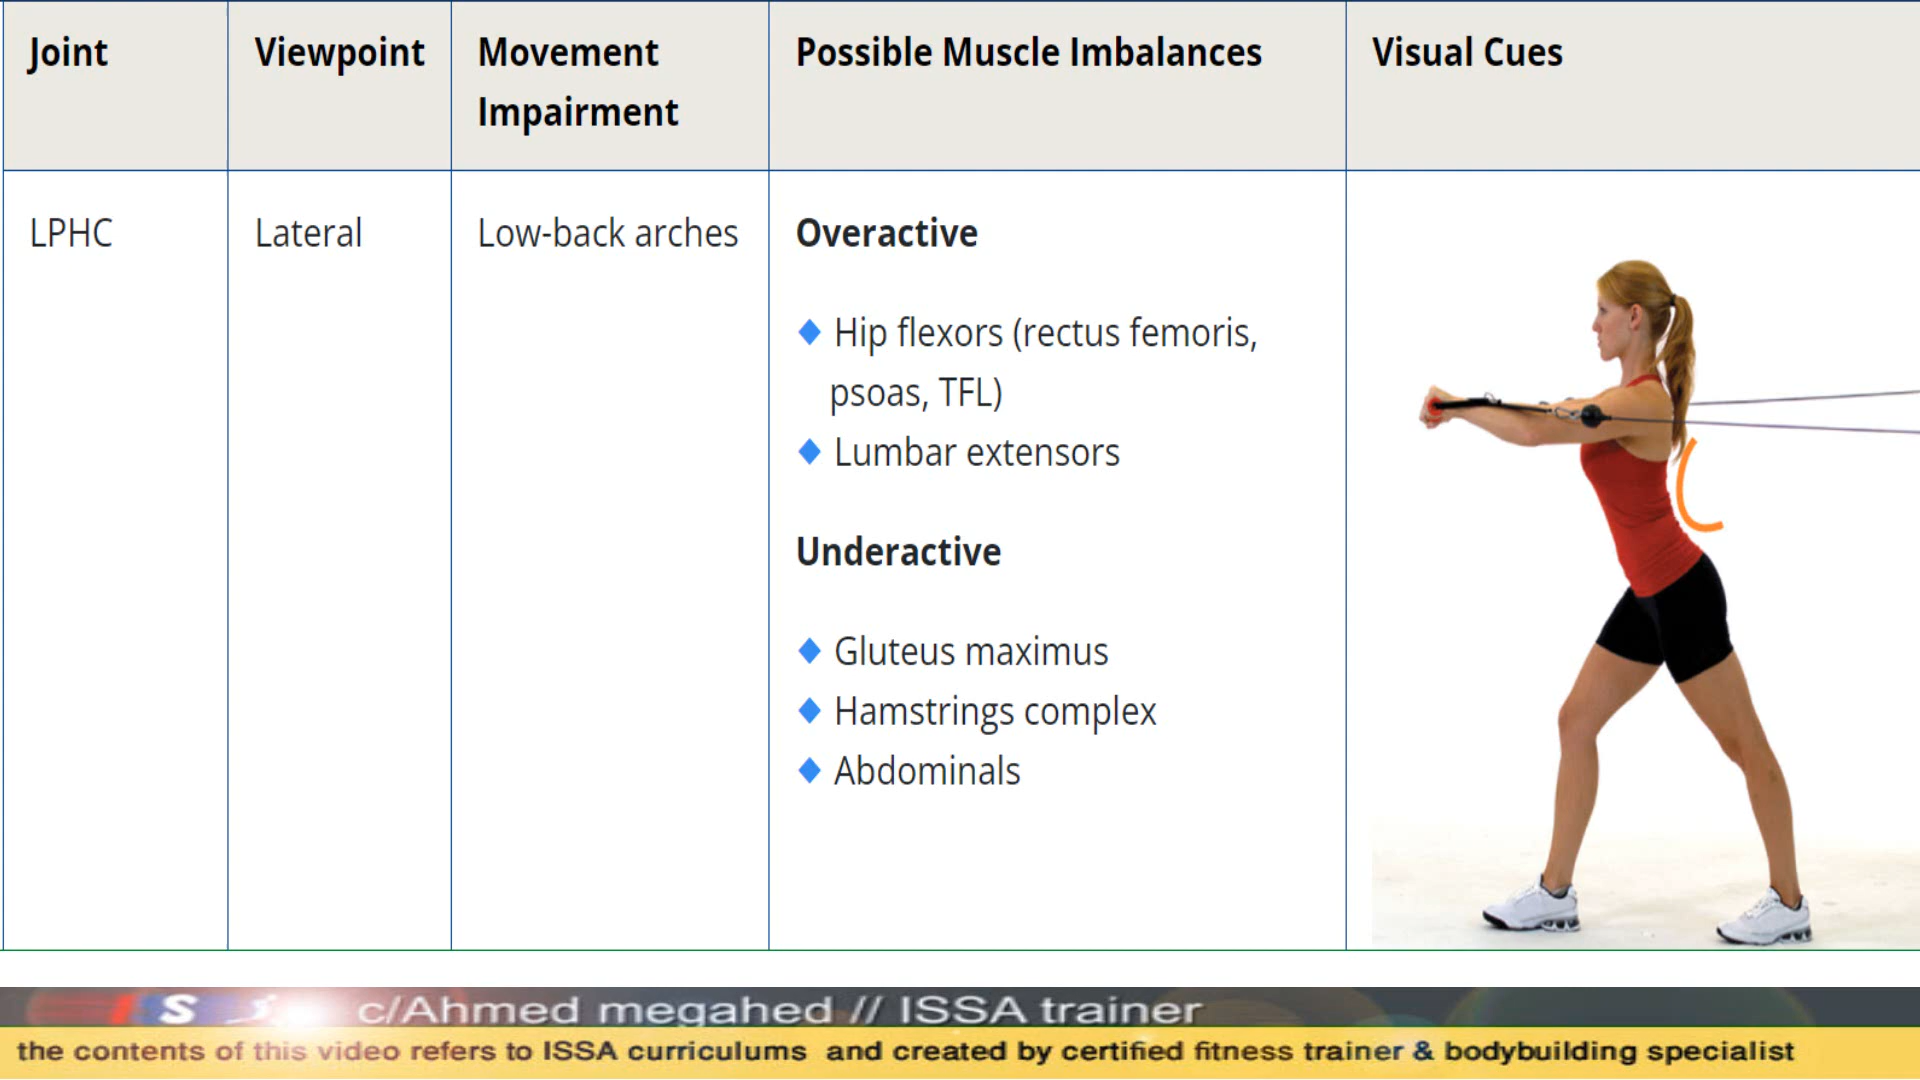 Joint
Viewpoint
Movement
Impairment
Possible Muscle Imbalances
Visual Cues
LPHC
Lateral
Low-back arches
Overactive
Hip flexors (rectus femoris,
psoas, TFL)
Lumbar extensors
Underactive
Gluteus maximus
Hamstrings complex
Abdominals
c/Ahmed megahed // ISSA trainer
the contents of this video refers to ISSA curriculums and created by certified fitness trainer & bodybuilding specialist